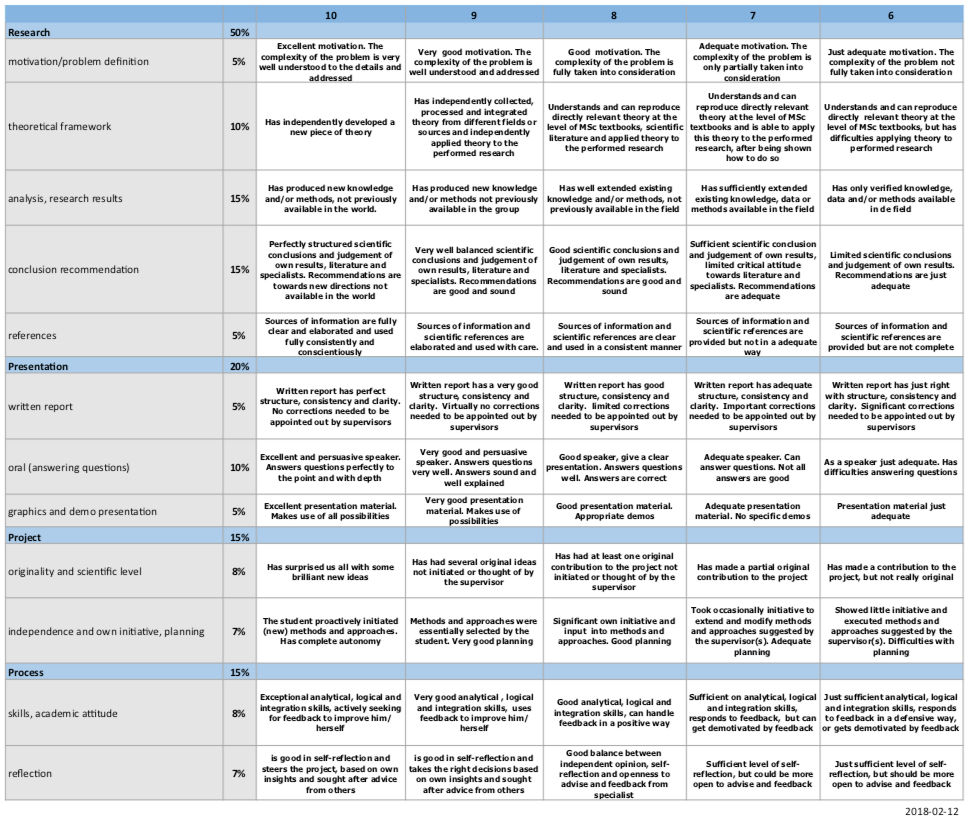 10 9 8 7 6
Research 50%
motivation/problem definition 5%
Excellent motivation. The
complexity of the problem is very
well understood to the details and
addressed
Very good motivation. The
complexity of the problem is
well understood and addressed
Good motivation. The
complexity of the problem is
fully taken into consideration
Adequate motivation. The
complexity of the problem is
only partially taken into
consideration
Just adequate motivation. The
complexity of the problem not
fully taken into consideration
theoretical framework 10%
Has independently developed a
new piece of theory
Has independently collected,
processed and integrated
theory from different fields or
sources and independently
applied theory to the
performed research
Understands and can reproduce
directly relevant theory at the
level of MSc textbooks, scientific
literature and applied theory to
the performed research
Understands and can
reproduce directly relevant
theory at the level of MSc
textbooks and is able to apply
this theory to the performed
research, after being shown
how to do so
Understands and can reproduce
directly relevant theory at the
level of MSc textbooks, but has
difficulties applying theory to
performed research
analysis, research results 15%
Has produced new knowledge
and/or methods, not previously
available in the world.
Has produced new knowledge
and/or methods not previously
available in the group
Has well extended existing
knowledge and/or methods, not
previously available in the field
Has sufficiently extended
existing knowledge, data or
methods available in the field
Has only verified knowledge,
data and/or methods available
in de field
conclusion recommendation 15%
Perfectly structured scientific
conclusions and judgement of
own results, literature and
specialists. Recommendations are
towards new directions not
available in the world
Very well balanced scientific
conclusions and judgement of
own results, literature and
specialists. Recommendations
are good and sound
Good scientific conclusions and
judgement of own results,
literature and specialists.
Recommendations are good and
sound
Sufficient scientific conclusion
and judgement of own results,
limited critical attitude
towards literature and
specialists. Recommendations
are adequate
Limited scientific conclusions
and judgement of own results.
Recommendations are just
adequate
references 5%
Sources of information are fully
clear and elaborated and used
fully consistently and
conscientiously
Sources of information and
scientific references are
elaborated and used with care.
Sources of information and
scientific references are clear
and used in a consistent manner
Sources of information and
scientific references are
provided but not in a adequate
way
Sources of information and
scientific references are
provided but are not complete
Presentation 20%
written report 5%
Written report has perfect
structure, consistency and clarity.
No corrections needed to be
appointed out by supervisors
Written report has a very good
structure, consistency and
clarity. Virtually no corrections
needed to be appointed out by
supervisors
Written report has good
structure, consistency and
clarity. limited corrections
needed to be appointed out by
supervisors
Written report has adequate
structure, consistency and
clarity. Important corrections
needed to be appointed out by
supervisors
Written report has just right
with structure, consistency and
clarity. Significant corrections
needed to be appointed out by
supervisors
oral (answering questions) 10%
Excellent and persuasive speaker.
Answers questions perfectly to
the point and with depth
Very good and persuasive
speaker. Answers questions
very well. Answers sound and
well explained
Good speaker, give a clear
presentation. Answers questions
well. Answers are correct
Adequate speaker. Can
answer questions. Not all
answers are good
As a speaker just adequate. Has
difficulties answering questions
graphics and demo presentation 5%
Excellent presentation material.
Makes use of all possibilities
Very good presentation
material. Makes use of
possibilities
Good presentation material.
Appropriate demos
Adequate presentation
material. No specific demos
Presentation material just
adequate
Project 15%
originality and scientific level 8%
Has surprised us all with some
brilliant new ideas
Has had several original ideas
not initiated or thought of by
the supervisor
Has had at least one original
contribution to the project not
initiated or thought of by the
supervisor
Has made a partial original
contribution to the project
Has made a contribution to the
project, but not really original
independence and own initiative, planning 7%
The student proactively initiated
(new) methods and approaches.
Has complete autonomy
Methods and approaches were
essentially selected by the
student. Very good planning
Significant own initiative and
input into methods and
approaches. Good planning
Took occasionally initiative to
extend and modify methods
and approaches suggested by
the supervisor(s). Adequate
planning
Showed little initiative and
executed methods and
approaches suggested by the
supervisor(s). Difficulties with
planning
Process 15%
skills, academic attitude 8%
Exceptional analytical, logical and
integration skills, actively seeking
for feedback to improve him/
herself
Very good analytical , logical
and integration skills, uses
feedback to improve him/
herself
Good analytical, logical and
integration skills, can handle
feedback in a positive way
Sufficient on analytical, logical
and integration skills,
responds to feedback, but can
get demotivated by feedback
Just sufficient analytical, logical
and integration skills, responds
to feedback in a defensive way,
or gets demotivated by feedback
reflection 7%
is good in self-reflection and
steers the project, based on own
insights and sought after advice
from others
is good in self-reflection and
takes the right decisions based
on own insights and sought
after advice from others
Good balance between
independent opinion, self-
reflection and openness to
advise and feedback from
specialist
Sufficient level of self-
reflection, but could be more
open to advise and feedback
Just sufficient level of self-
reflection, but should be more
open to advise and feedback
2018-02-12